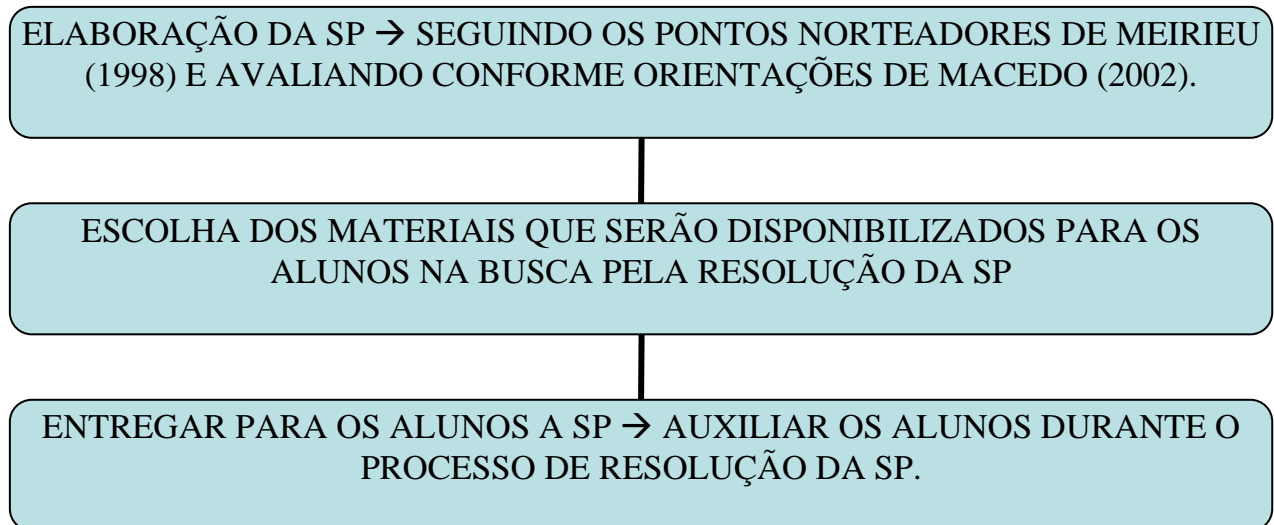 ELABORAÇÃO DA SP → SEGUINDO OS PONTOS NORTEADORES DE MEIRIEU
(1998) E AVALIANDO CONFORME ORIENTAÇÕES DE MACEDO (2002).
ESCOLHA DOS MATERIAIS QUE SERÃO DISPONIBILIZADOS PARA OS
ALUNOS NA BUSCA PELA RESOLUÇÃO DA SP
ENTREGAR PARA OS ALUNOS A SP → AUXILIAR OS ALUNOS DURANTE O
PROCESSO DE RESOLUÇÃO DA SP.